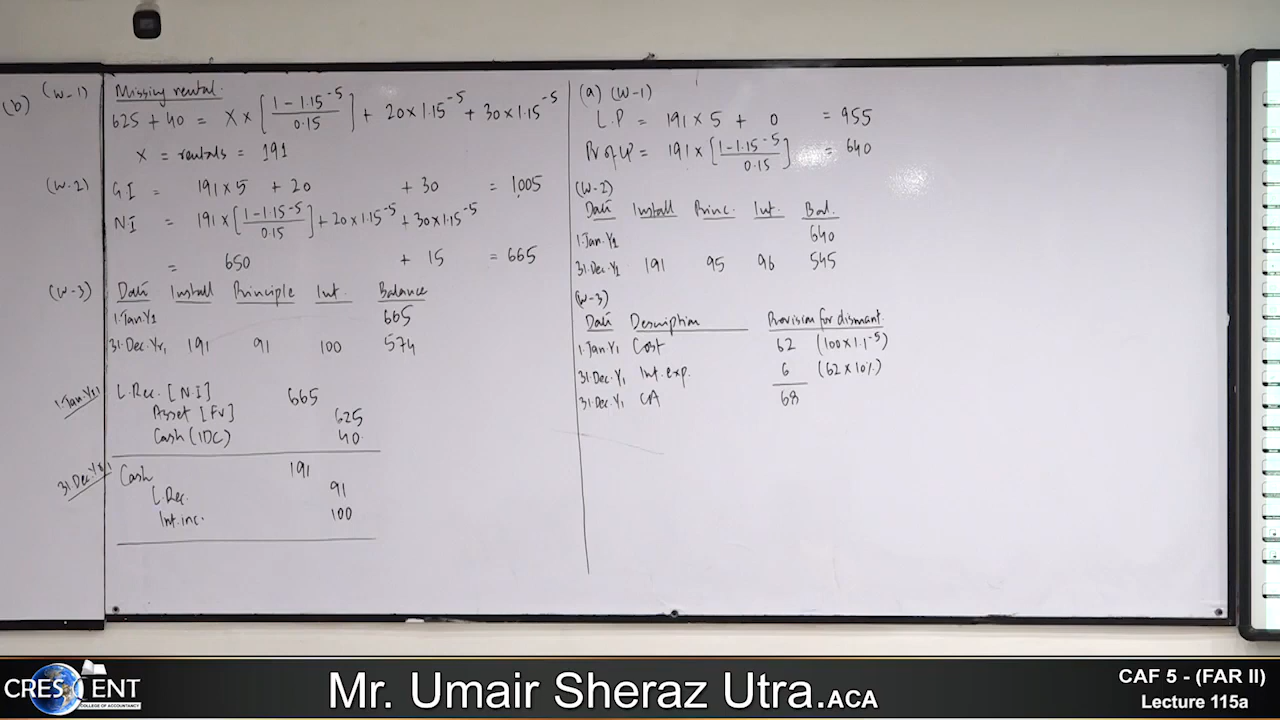 (b) (W-1) Missing rental.
625 + 40 = X × [1 - 1.15^-5 / 0.15] + 20 × 1.15^-5 + 30 × 1.15^-5
X = rentals = 191
(W-2) GI = 191 × 5 + 20 + 30 = 1005
N.I = 191 × [1-1.15^-5 / 0.15] + 20 × 1.15^-5 + 30 × 1.15^-5
= 650 + 15 = 665
(W-3) Date Install Principle Int. Balance
1.Jan.Y1 665
31.Dec.Y1 191 91 100 574
1.Jan.Y1 L.Rec. [N.I] 665
Asset [FV] 625
Cash (IDC) 40
31.Dec.Y1 Cash 191
L.Rec. 91
Int.inc. 100
(a) (W-1)
L.P = 191 × 5 + 0 = 955
PV of LP = 191 × [1-1.15^-5 / 0.15] = 640
(W-2)
Date Install Princ. Int. Bal.
1.Jan.Y1 640
31.Dec.Y1 191 95 96 545
(W-3)
Date Description Provision for dismant.
1.Jan.Y1 Cost 62 (100×1.1^-5)
31.Dec.Y1 Int.exp. 6 (62 × 10%)
31.Dec.Y1 CA 68
CRESCENT
COLLEGE OF ACCOUNTANCY
Mr. Umair Sheraz Utra.ACA
CAF 5 - (FAR II)
Lecture 115a